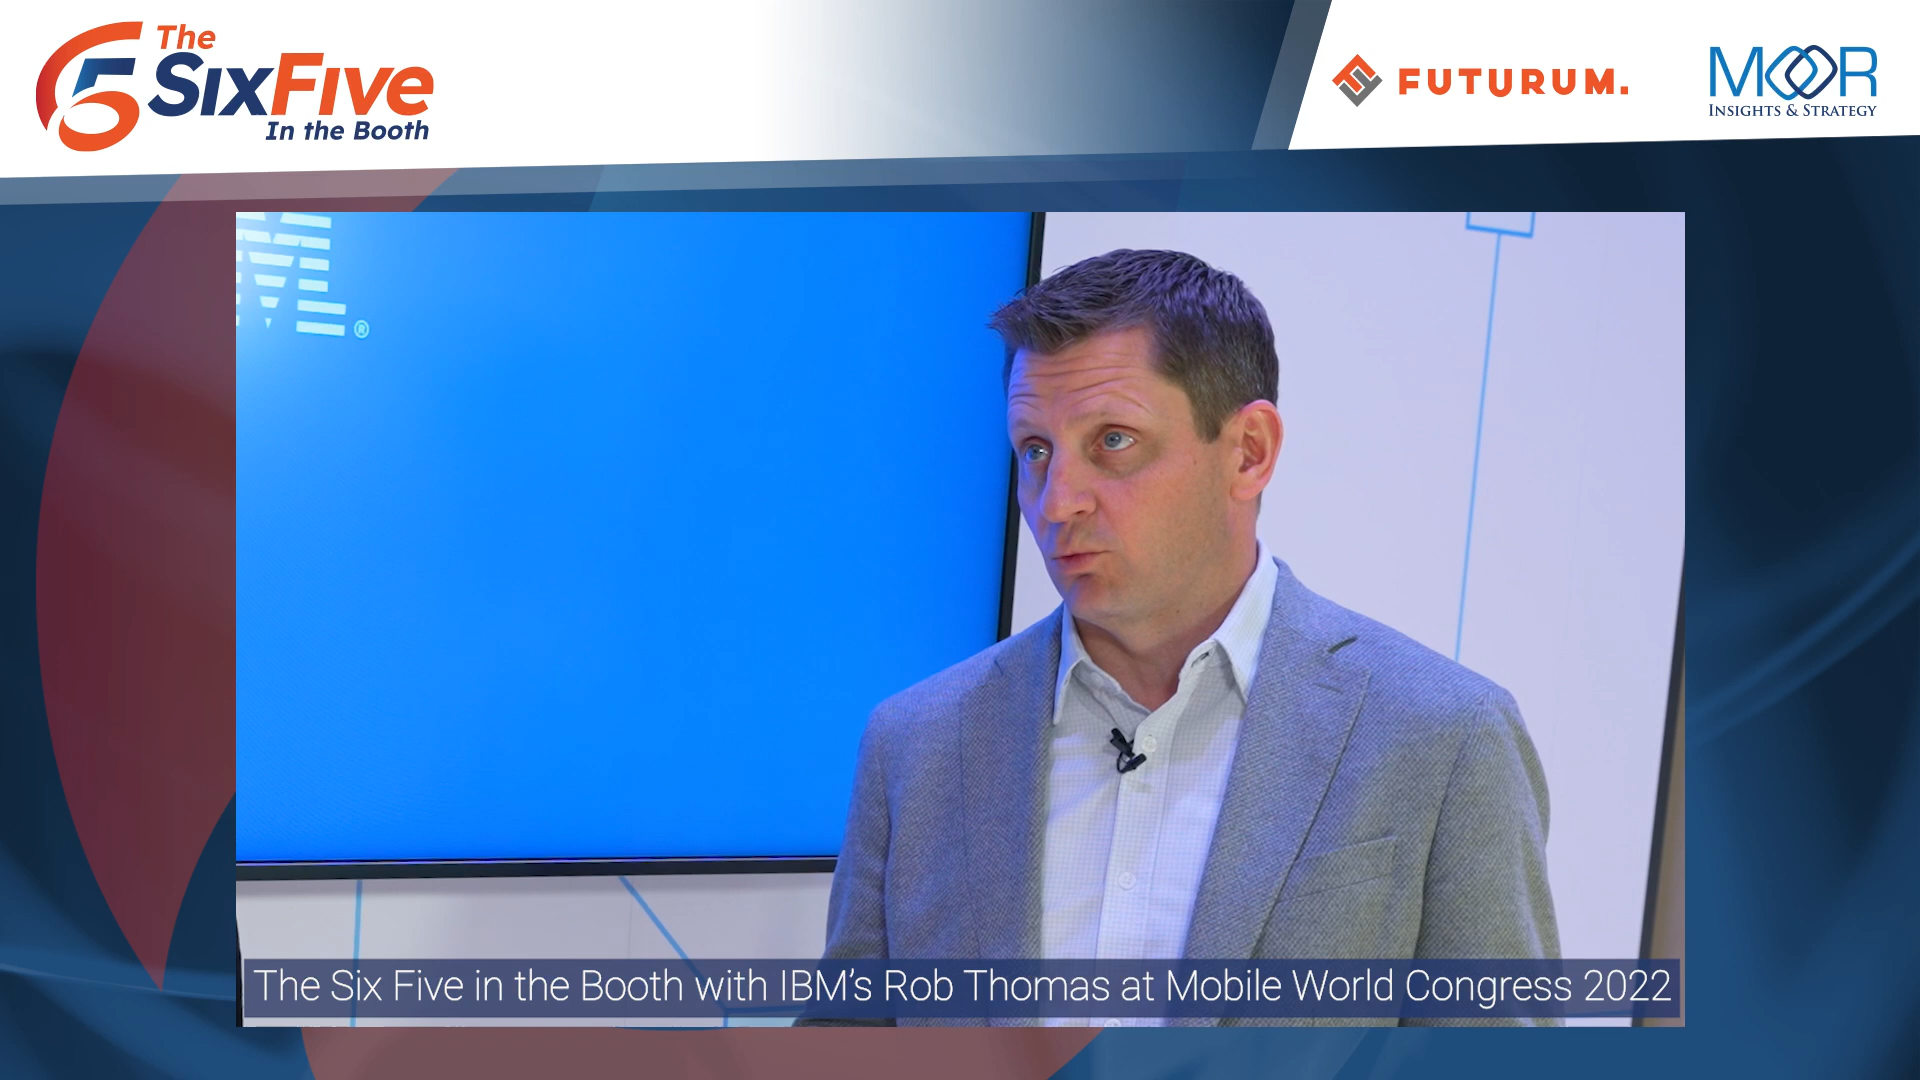 The
SixFive
In the Booth
FUTURUM.
MOOR
INSIGHTS & STRATEGY
M®
The Six Five in the Booth with IBM's Rob Thomas at Mobile World Congress 2022